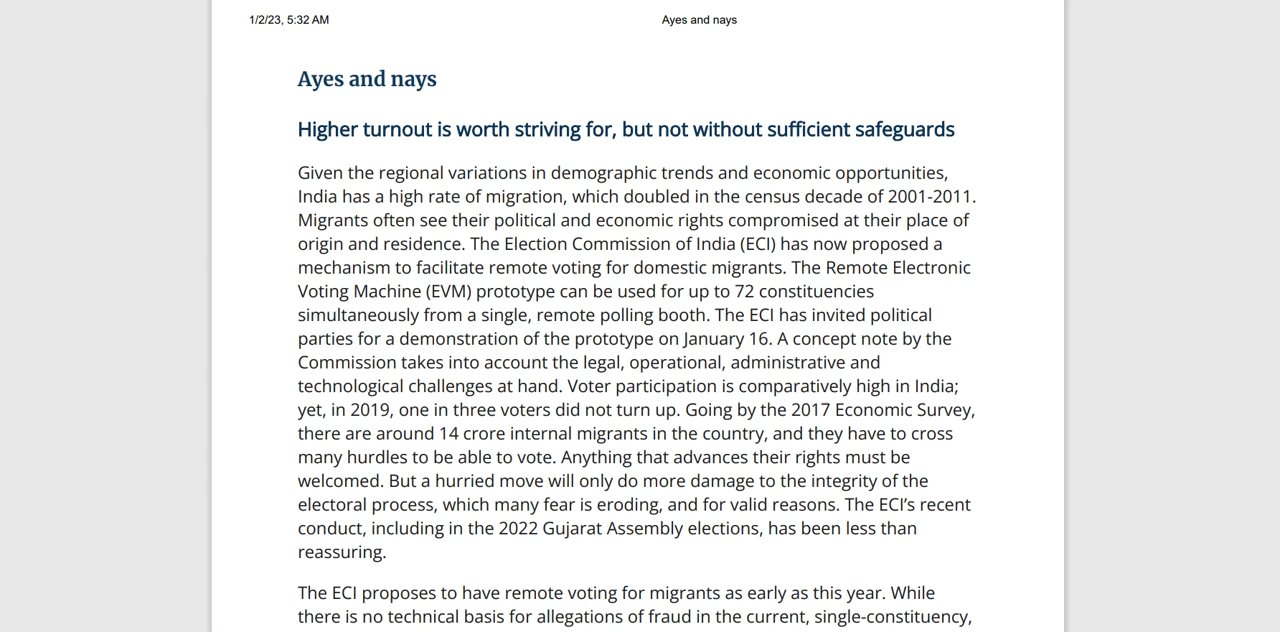 1/2/23, 5:32 AM
Ayes and nays
Ayes and nays
Higher turnout is worth striving for, but not without sufficient safeguards
Given the regional variations in demographic trends and economic opportunities,
India has a high rate of migration, which doubled in the census decade of 2001-2011.
Migrants often see their political and economic rights compromised at their place of
origin and residence. The Election Commission of India (ECI) has now proposed a
mechanism to facilitate remote voting for domestic migrants. The Remote Electronic
Voting Machine (EVM) prototype can be used for up to 72 constituencies
simultaneously from a single, remote polling booth. The ECI has invited political
parties for a demonstration of the prototype on January 16. A concept note by the
Commission takes into account the legal, operational, administrative and
technological challenges at hand. Voter participation is comparatively high in India;
yet, in 2019, one in three voters did not turn up. Going by the 2017 Economic Survey,
there are around 14 crore internal migrants in the country, and they have to cross
many hurdles to be able to vote. Anything that advances their rights must be
welcomed. But a hurried move will only do more damage to the integrity of the
electoral process, which many fear is eroding, and for valid reasons. The ECI’s recent
conduct, including in the 2022 Gujarat Assembly elections, has been less than
reassuring.
The ECI proposes to have remote voting for migrants as early as this year. While
there is no technical basis for allegations of fraud in the current, single-constituency,